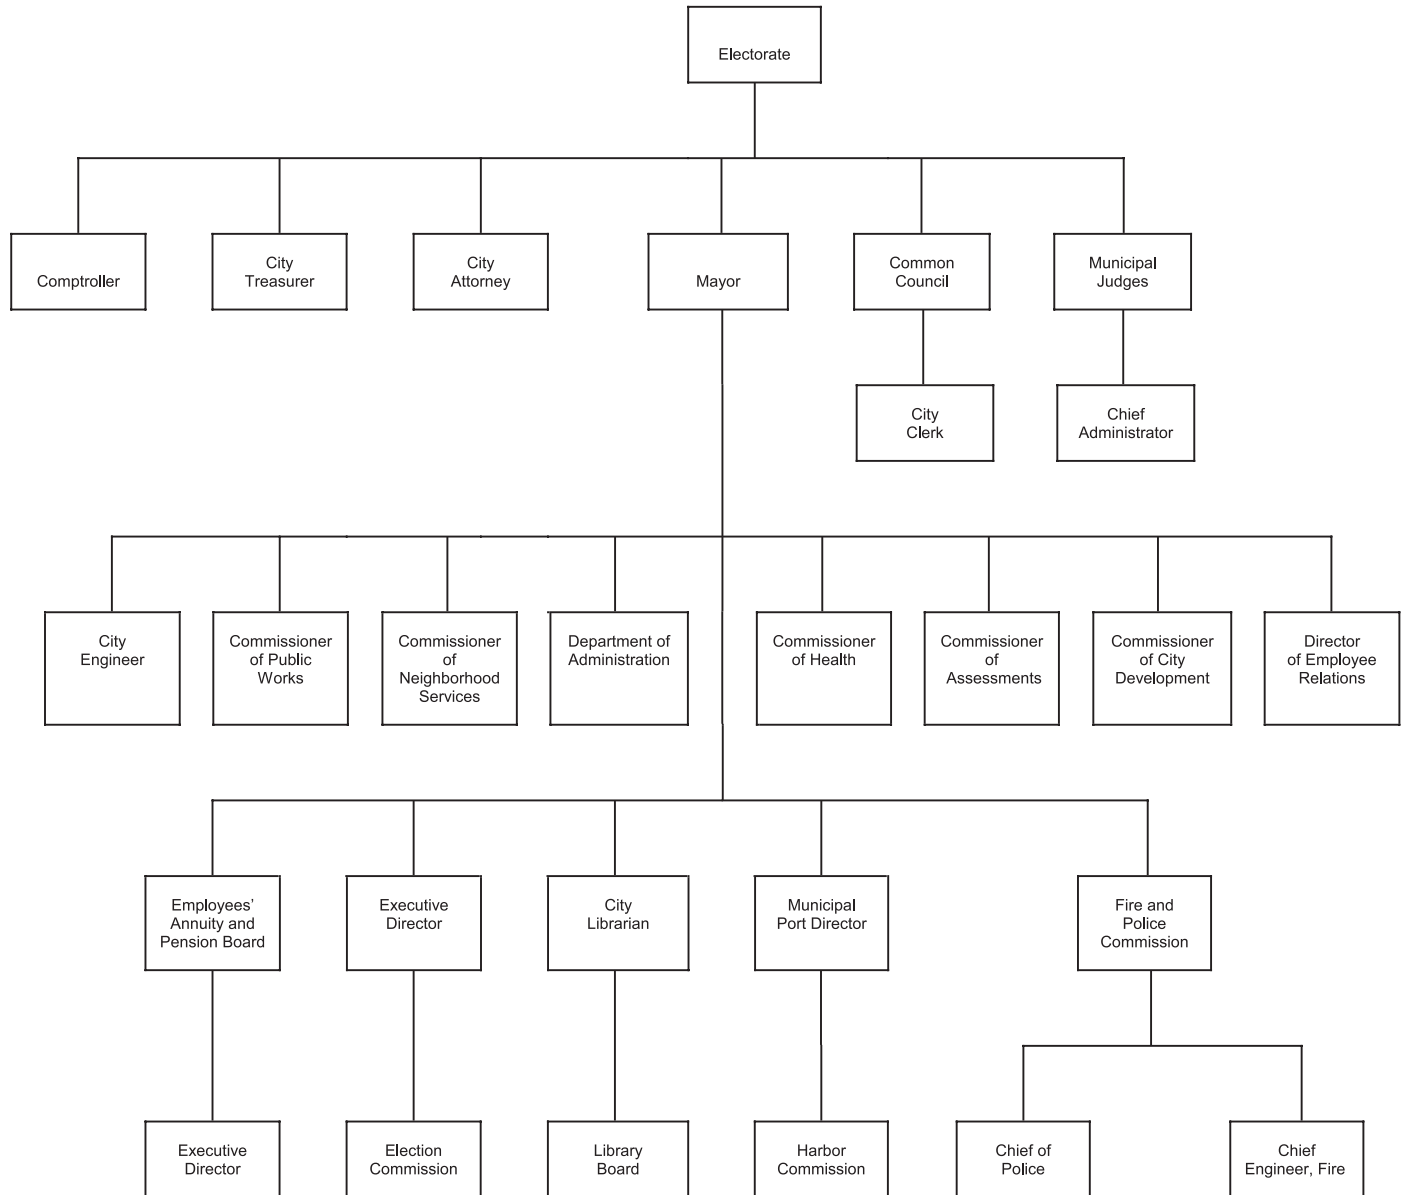 Electorate
Comptroller
City
Treasurer
City
Attorney
Mayor
Common
Council
Municipal
Judges
City
Clerk
Chief
Administrator
City
Engineer
Commissioner
of Public
Works
Commissioner
of
Neighborhood
Services
Department of
Administration
Commissioner
of Health
Commissioner
of
Assessments
Commissioner
of City
Development
Director
of Employee
Relations
Employees’
Annuity and
Pension Board
Executive
Director
City
Librarian
Municipal
Port Director
Fire and
Police
Commission
Executive
Director
Election
Commission
Library
Board
Harbor
Commission
Chief of
Police
Chief
Engineer, Fire